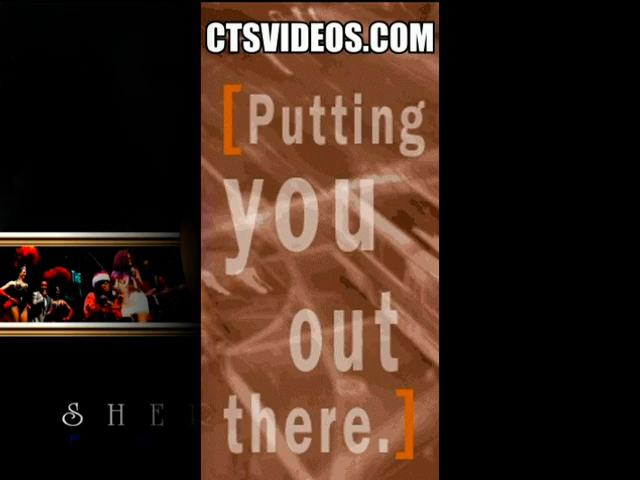 CTSVIDEOS.COM
[Putting
you
out
there.]
SHE